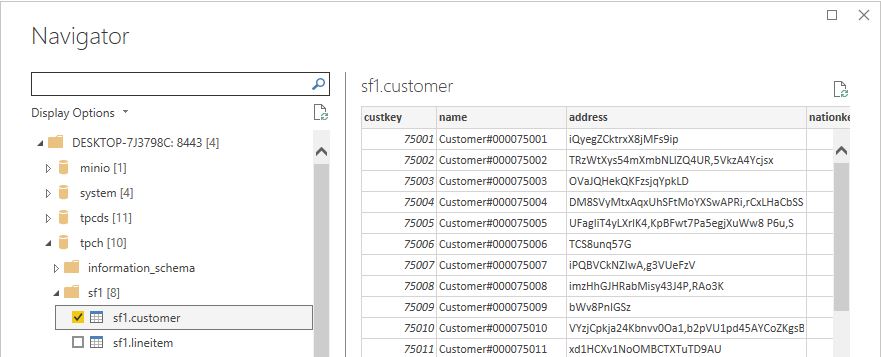 Navigator
Display Options
DESKTOP-7J3798C: 8443 [4]
minio [1]
system [4]
tpcds [11]
tpch [10]
information_schema
sf1 [8]
sf1.customer
sf1.lineitem
sf1.customer
custkey name address nationke
75001 Customer#000075001 iQyegZCktrxX8jMFs9ip
75002 Customer#000075002 TRzWtXys54mXmbNLlZQ4UR,5VkzA4Ycjsx
75003 Customer#000075003 OVaJQHekQKFzsjqYpkLD
75004 Customer#000075004 DM8SVyMtxAqxUhSFtMoYXSwAPRi,rCxLHaCbSS
75005 Customer#000075005 UFagIiT4yLXrIK4,KpBFwt7Pa5egjXuWw8 P6u,S
75006 Customer#000075006 TCS8unq57G
75007 Customer#000075007 iPQBVCkNZIwA,g3VUeFzV
75008 Customer#000075008 imzHhGJHRabMisy43J4P,RAo3K
75009 Customer#000075009 bWv8PnIGSz
75010 Customer#000075010 VYzjCpkja24Kbnvv0Oa1,b2pVU1pd45AYCoZKgsB
75011 Customer#000075011 xd1HCXv1NoOMBCTXTuTD9AU